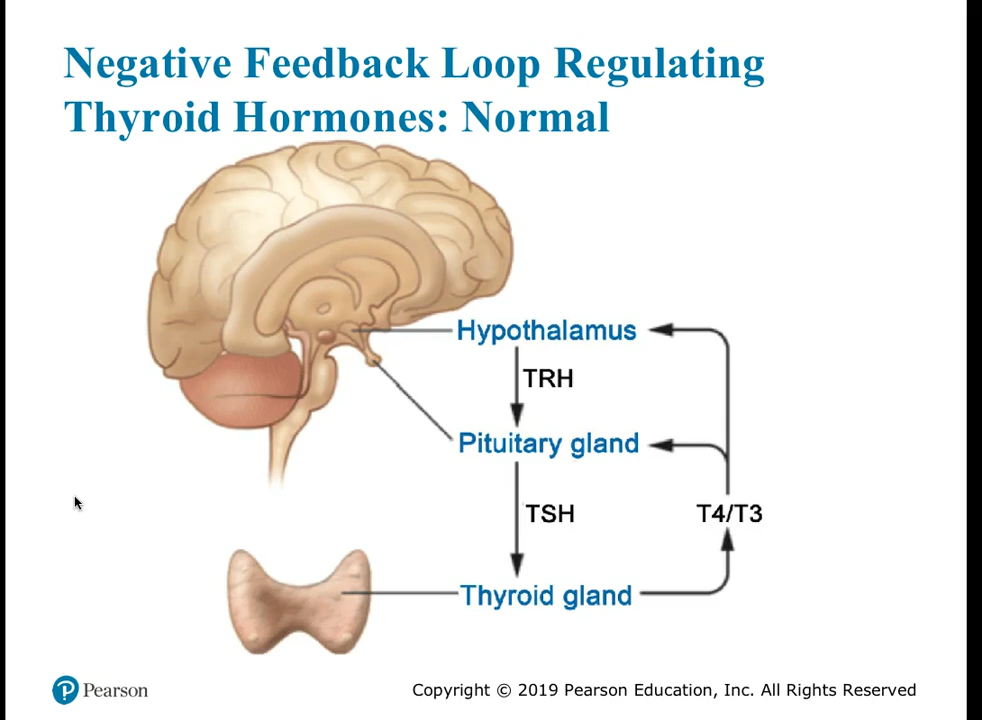 Negative Feedback Loop Regulating
Thyroid Hormones: Normal
Hypothalamus
TRH
Pituitary gland
TSH
T4/T3
Thyroid gland
Pearson
Copyright © 2019 Pearson Education, Inc. All Rights Reserved